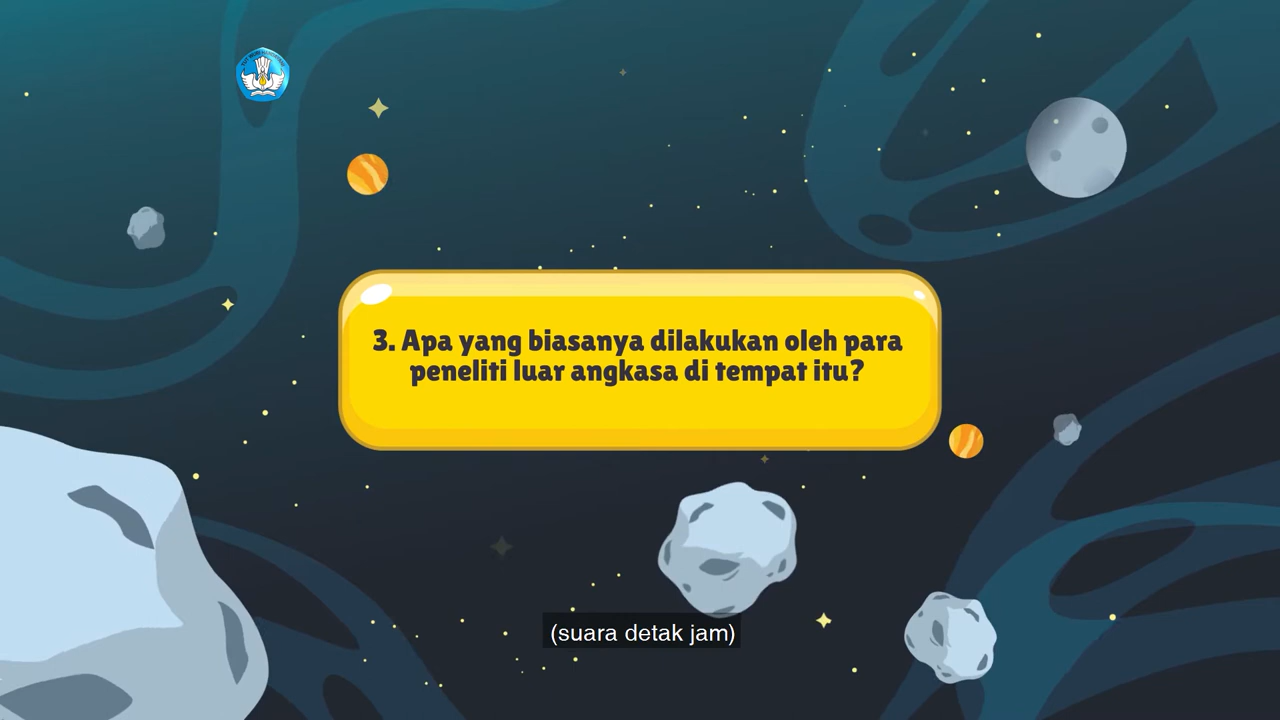 3. Apa yang biasanya dilakukan oleh para
peneliti luar angkasa di tempat itu?
(suara detak jam)